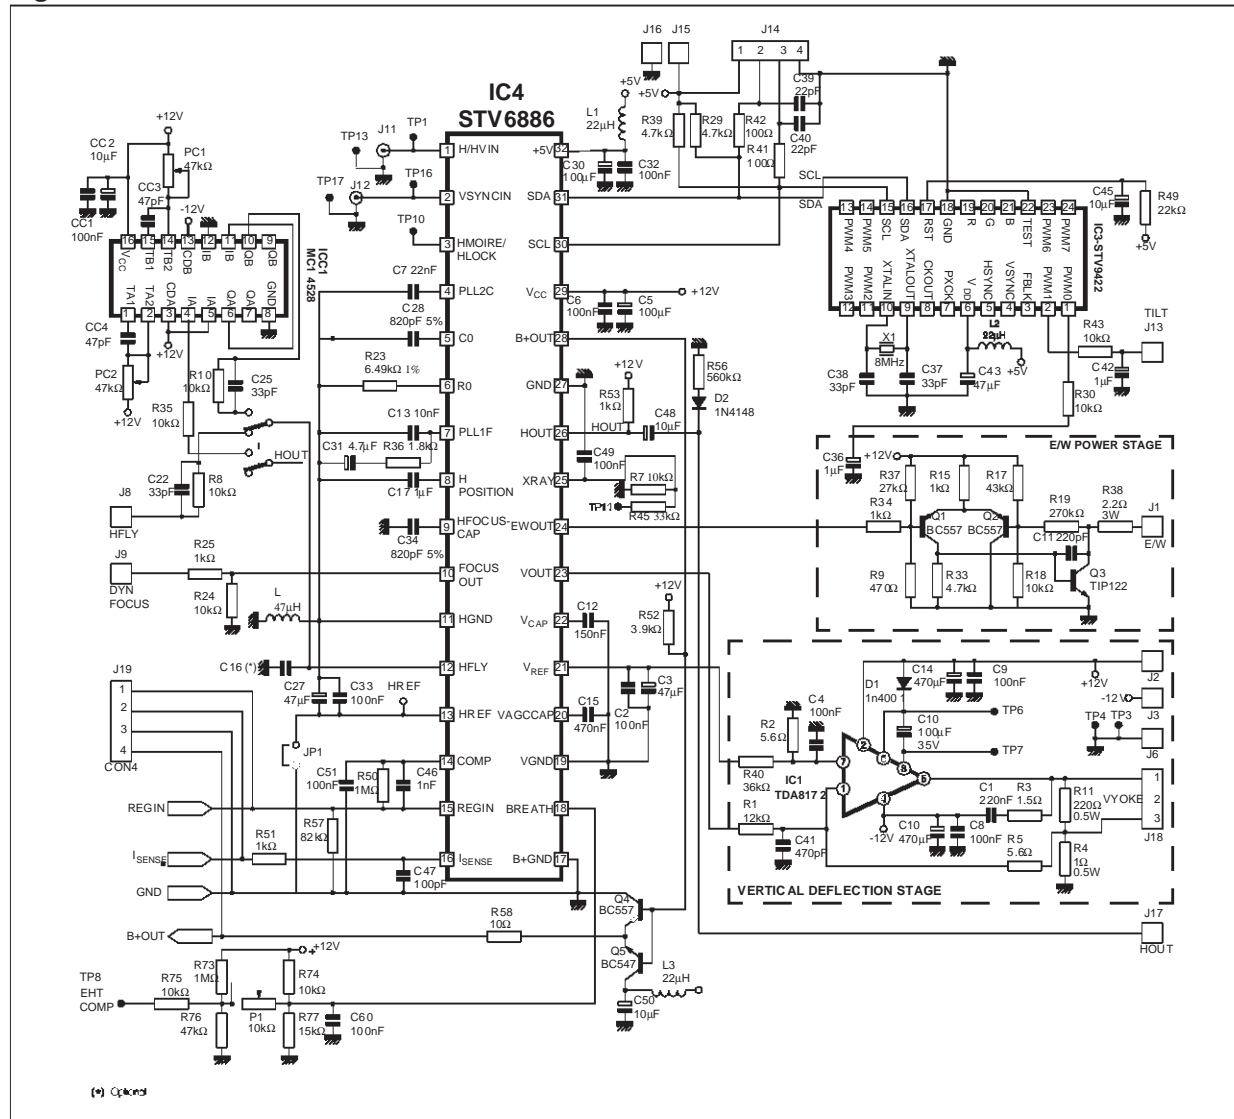 J16 J15 J14
1 2 3 4
IC4
STV6886
+5V +5V
C39
22pF
C40
22pF
L1
22µH
R39
4.7kΩ
R29
4.7kΩ
R42
100Ω
R41
100Ω
C30
100µF
C32
100nF
SCL
SDA
+12V
CC2
10µF
PC1
47kΩ
CC3
47pF
-12V
CC1
100nF
16 15 14 13 12 11 10 9
VCC TB1 TB2 CDB IB IB QB QB
TA1 TA2 CDA IA IA QA QA GND
1 2 3 4 5 6 7 8
ICC1
MC1 4528
CC4
47pF
+12V
PC2
47kΩ
+12V
R10
10kΩ
C25
33pF
R35
10kΩ
HOUT
C22
33pF
R8
10kΩ
J8
HFLY
J9
DYN
FOCUS
R25
1kΩ
R24
10kΩ
L
47µH
TP13 J11 TP1
TP17 J12 TP16
TP10
1 H/HVIN
2 VSYNCIN
3 HMOIRE/
HLOCK
4 PLL2C
5 C0
6 R0
7 PLL1F
8 H
POSITION
9 HFOCUS-
CAP
10 FOCUS
OUT
11 HGND
12 HFLY
13 HREF
14 COMP
15 REGIN
16 ISENSE
+5V 32
SDA 31
SCL 30
VCC 29
B+OUT 28
GND 27
HOUT 26
XRAY 25
EWOUT 24
VOUT 23
VCAP 22
VREF 21
VAGCCAP 20
VGND 19
BREATH 18
B+GND 17
C7 22nF
C28
820pF 5%
R23
6.49kΩ 1%
C13 10nF
C31 4.7µF
R36 1.8kΩ
C17 1µF
C34
820pF 5%
C16 (*)
C27
47µF
C33
100nF
HREF
JP1
C51
100nF
R50
1MΩ
C46
1nF
R57
82kΩ
R51
1kΩ
C47
100pF
J19
1
2
3
4
CON4
REGIN
ISENSE
GND
B+OUT
C6
100nF
C5
100µF
+12V
+12V
R53
1kΩ
HOUT
C48
10µF
R56
560kΩ
D2
1N4148
C49
100nF
R7 10kΩ
TP11
R45 33kΩ
+12V
R52
3.9kΩ
C12
150nF
C3
47µF
C2
100nF
C15
470nF
Q4
BC557
Q5
BC547
R58
10Ω
L3
22µH
C50
10µF
+12V
TP8
EHT
COMP
R75
10kΩ
R73
1MΩ
R74
10kΩ
R76
47kΩ
P1
10kΩ
R77
15kΩ
C60
100nF
13 14 15 16 17 18 19 20 21 22 23 24
PWM4 PWM5 SCL SDA RST GND R G B TEST PWM6 PWM7
PWM3 PWM2 XTALIN XTALOUT CKOUT PXCK VDD HSYNC VSYNC FBLK PWM1 PWM0
12 11 10 9 8 7 6 5 4 3 2 1
IC3-STV9422
C45
10µF
R49
22kΩ
+5V
X1
8MHz
C38
33pF
C37
33pF
L2
22µH
C43
47µF
+5V
R43
10kΩ
TILT
J13
C42
1µF
R30
10kΩ
C36
1µF
E/W POWER STAGE
+12V
R37
27kΩ
R15
1kΩ
R17
43kΩ
R34
1kΩ
Q1
BC557
Q2
BC557
R19
270kΩ
R38
2.2Ω
3W
J1
E/W
C11 220pF
Q3
TIP122
R9
470Ω
R33
4.7kΩ
R18
10kΩ
C4
100nF
R2
5.6Ω
D1
1n4001
C14
470µF
C9
100nF
+12V
J2
-12V
J3
TP4 TP3
J6
C10
100µF
35V
TP6
TP7
R40
36kΩ
IC1
TDA817 2
R1
12kΩ
C41
470pF
-12V
C10
470µF
C8
100nF
C1
220nF
R3
1.5Ω
R11
220Ω
0.5W
R5
5.6Ω
R4
1Ω
0.5W
1
VYOKE 2
3
J18
VERTICAL DEFLECTION STAGE
J17
HOUT
(*) Optional